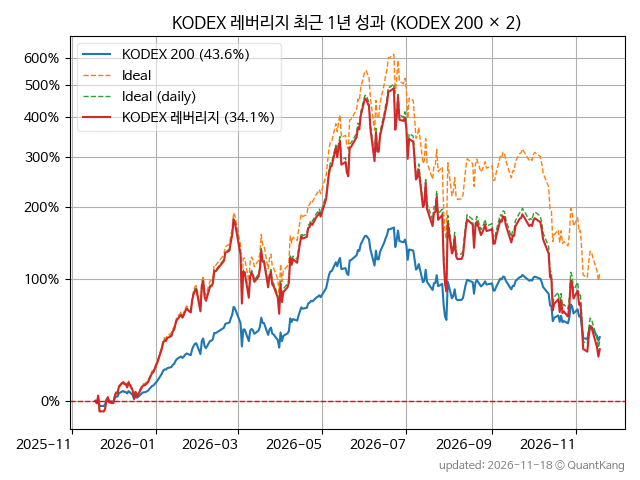 KODEX 레버리지 최근 1년 성과 (KODEX 200 × 2)
KODEX 200 (43.6%)
Ideal
Ideal (daily)
KODEX 레버리지 (34.1%)
600%
500%
400%
300%
200%
100%
0%
2025-11 2026-01 2026-03 2026-05 2026-07 2026-09 2026-11
updated: 2026-11-18 © QuantKang